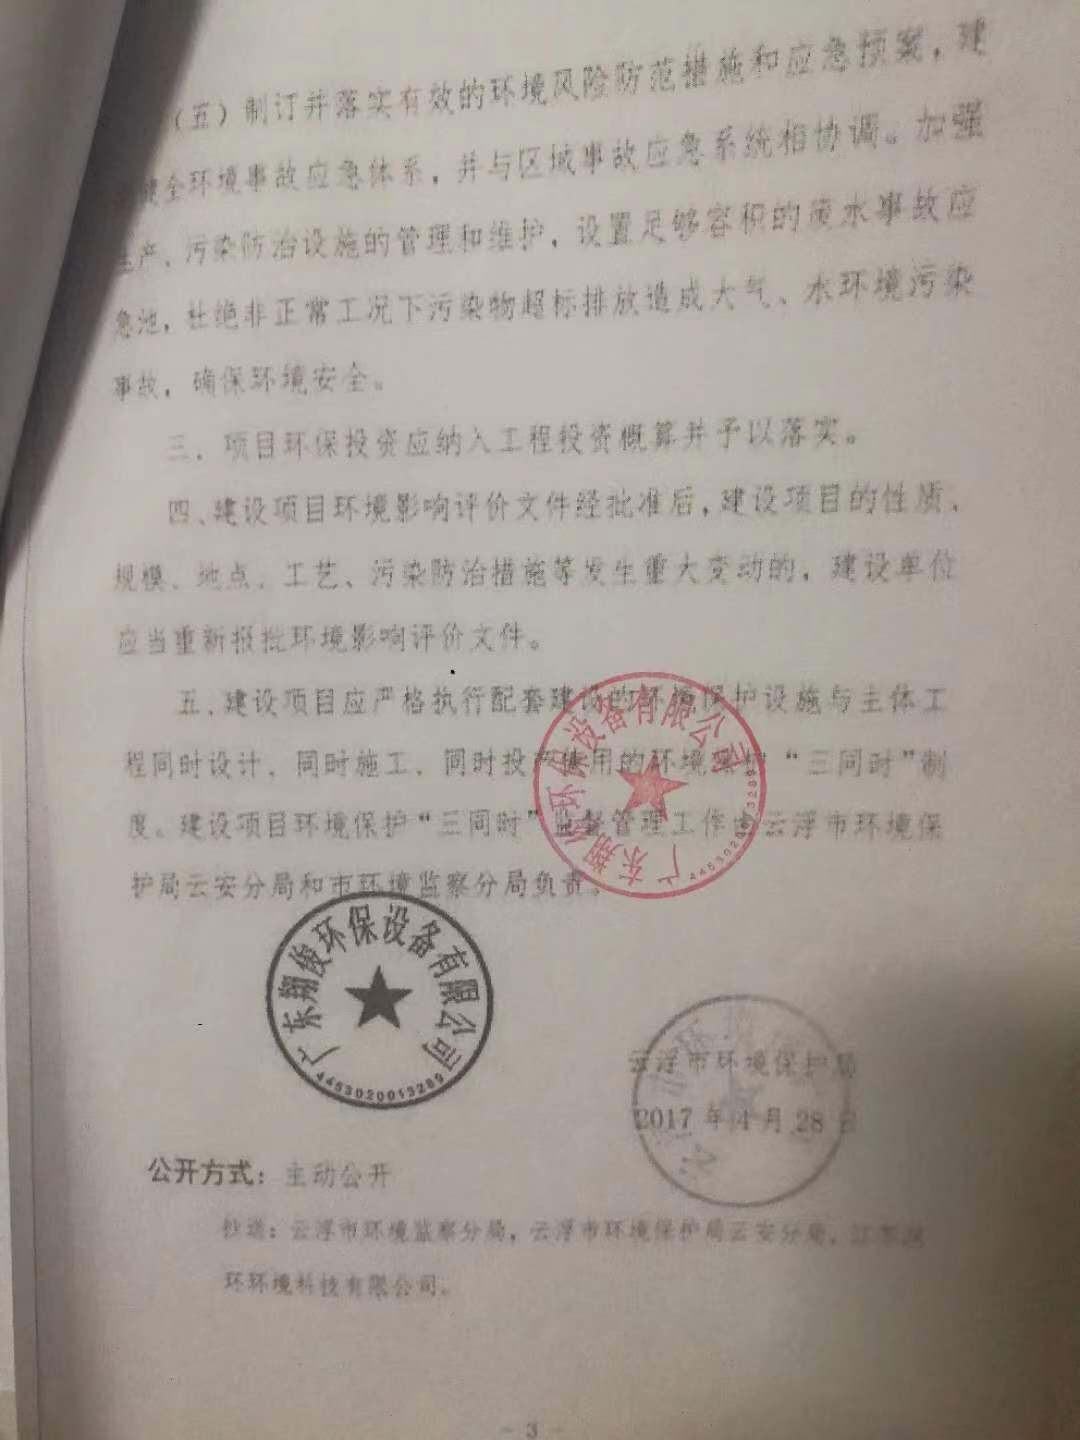 （五）制订并落实有效的环境风险防范措施和应急预案，建
健全环境事故应急体系，并与区域事故应急系统相协调。加强
生产、污染防治设施的管理和维护，设置足够容积的废水事故应
急池，杜绝非正常工况下污染物超标排放造成大气、水环境污染
事故，确保环境安全。
三、项目环保投资应纳入工程投资概算并予以落实。
四、建设项目环境影响评价文件经批准后，建设项目的性质、
规模、地点、工艺、污染防治措施等发生重大变动的，建设单位
应当重新报批环境影响评价文件。
五、建设项目应严格执行配套建设的环境保护设施与主体工
程同时设计、同时施工、同时投产使用的环境保护“三同时”制
度。建设项目环境保护“三同时”监督管理工作由云浮市环境保
护局云安分局和市环境监察分局负责。
广东翔俊环保设备有限公司
4453020013289
广东翔俊环保设备有限公司
4453020013289
云浮市环境保护局
2017年4月28日
公开方式：主动公开
抄送：云浮市环境监察分局，云浮市环境保护局云安分局，江苏
环环境科技有限公司。
- 3 -